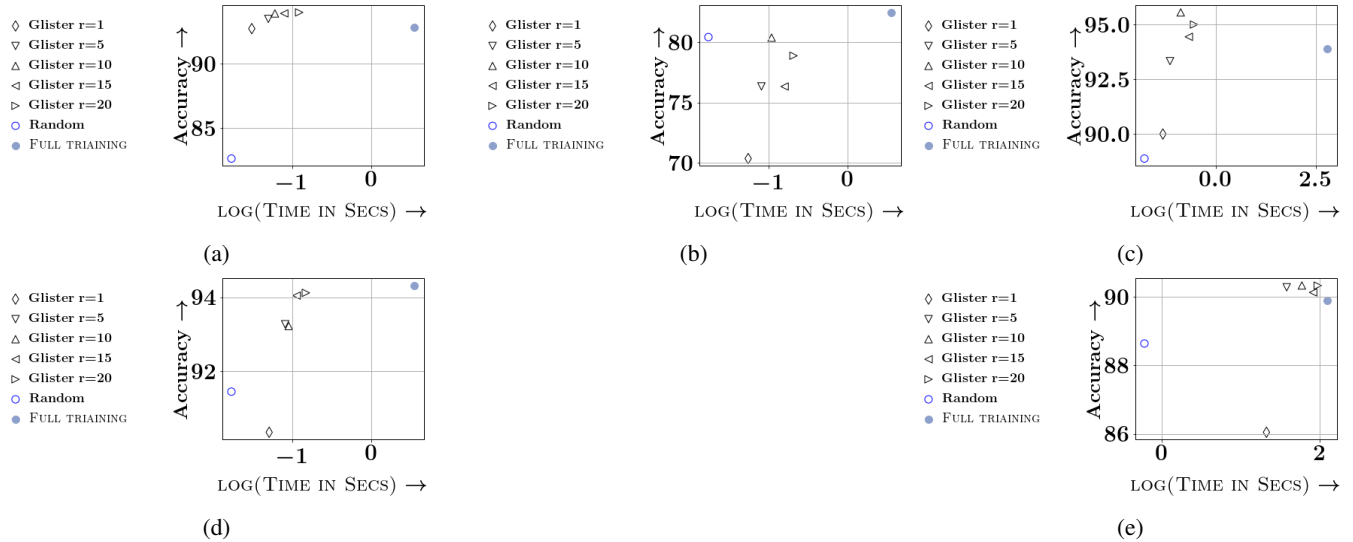 Glister r=1
Glister r=5
Glister r=10
Glister r=15
Glister r=20
Random
Full triaining
Accuracy →
90
85
−1
0
log(Time in Secs) →
(a)
Glister r=1
Glister r=5
Glister r=10
Glister r=15
Glister r=20
Random
Full triaining
Accuracy →
80
75
70
−1
0
log(Time in Secs) →
(b)
Glister r=1
Glister r=5
Glister r=10
Glister r=15
Glister r=20
Random
Full triaining
Accuracy →
95.0
92.5
90.0
0.0
2.5
log(Time in Secs) →
(c)
Glister r=1
Glister r=5
Glister r=10
Glister r=15
Glister r=20
Random
Full triaining
Accuracy →
94
92
−1
0
log(Time in Secs) →
(d)
Glister r=1
Glister r=5
Glister r=10
Glister r=15
Glister r=20
Random
Full triaining
Accuracy →
90
88
86
0
2
log(Time in Secs) →
(e)